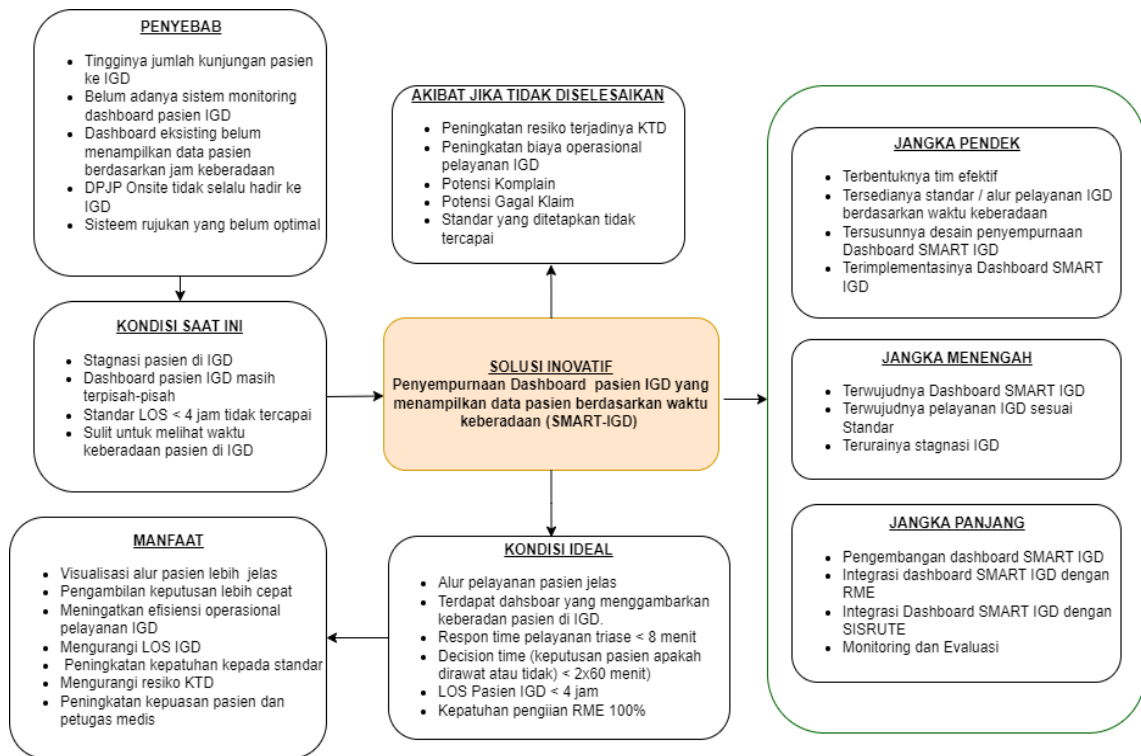 PENYEBAB
• Tingginya jumlah kunjungan pasien
ke IGD
• Belum adanya sistem monitoring
dashboard pasien IGD
• Dashboard eksisting belum
menampilkan data pasien
berdasarkan jam keberadaan
• DPJP Onsite tidak selalu hadir ke
IGD
• Sisteem rujukan yang belum optimal
KONDISI SAAT INI
• Stagnasi pasien di IGD
• Dashboard pasien IGD masih
terpisah-pisah
• Standar LOS < 4 jam tidak tercapai
• Sulit untuk melihat waktu
keberadaan pasien di IGD
AKIBAT JIKA TIDAK DISELESAIKAN
• Peningkatan resiko terjadinya KTD
• Peningkatan biaya operasional
pelayanan IGD
• Potensi Komplain
• Potensi Gagal Klaim
• Standar yang ditetapkan tidak
tercapai
SOLUSI INOVATIF
Penyempurnaan Dashboard pasien IGD yang
menampilkan data pasien berdasarkan waktu
keberadaan (SMART-IGD)
KONDISI IDEAL
• Alur pelayanan pasien jelas
• Terdapat dahsboar yang menggambarkan
keberadan pasien di IGD.
• Respon time pelayanan triase < 8 menit
• Decision time (keputusan pasien apakah
dirawat atau tidak) < 2x60 menit)
• LOS Pasien IGD < 4 jam
• Kepatuhan pengiian RME 100%
MANFAAT
• Visualisasi alur pasien lebih jelas
• Pengambilan keputusan lebih cepat
• Meningatkan efisiensi operasional
pelayanan IGD
• Mengurangi LOS IGD
• Peningkatan kepatuhan kepada standar
• Mengurangi resiko KTD
• Peningkatan kepuasan pasien dan
petugas medis
JANGKA PENDEK
• Terbentuknya tim efektif
• Tersedianya standar / alur pelayanan IGD
berdasarkan waktu keberadaan
• Tersusunnya desain penyempurnaan
Dashboard SMART IGD
• Terimplementasinya Dashboard SMART
IGD
JANGKA MENENGAH
• Terwujudnya Dashboard SMART IGD
• Terwujudnya pelayanan IGD sesuai
Standar
• Terurainya stagnasi IGD
JANGKA PANJANG
• Pengembangan dashboard SMART IGD
• Integrasi dashboard SMART IGD dengan
RME
• Integrasi Dashboard SMART IGD dengan
SISRUTE
• Monitoring dan Evaluasi